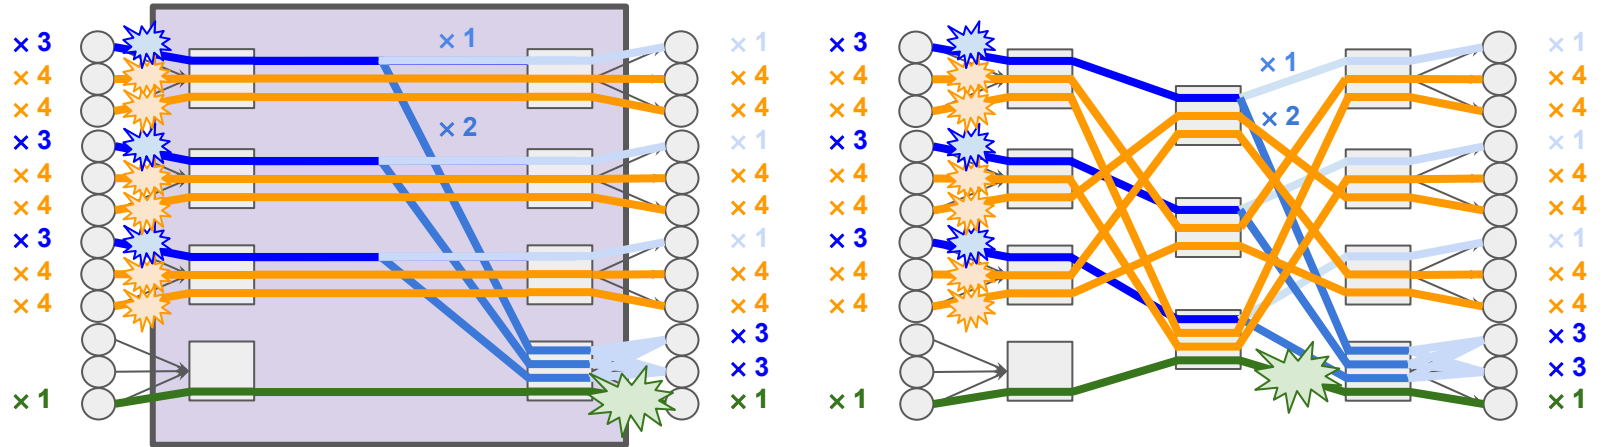 × 3 × 1 × 1 × 3 × 1 × 1
× 4 × 4 × 4 × 4
× 4 × 4 × 4 × 4
× 3 × 2 × 1 × 3 × 2 × 1
× 4 × 4 × 4 × 4
× 4 × 4 × 4 × 4
× 3 × 1 × 3 × 1
× 4 × 4 × 4 × 4
× 4 × 4 × 4 × 4
× 3 × 3
× 3 × 3
× 1 × 1 × 1 × 1